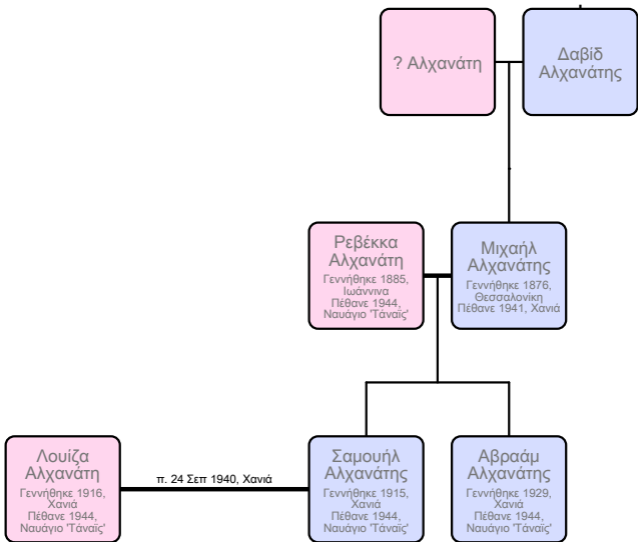 ? Αλχανάτη
Δαβίδ
Αλχανάτης
Ρεβέκκα
Αλχανάτη
Γεννήθηκε 1885,
Ιωάννινα
Πέθανε 1944,
Ναυάγιο 'Τάναϊς'
Μιχαήλ
Αλχανάτης
Γεννήθηκε 1876,
Θεσσαλονίκη
Πέθανε 1941, Χανιά
Λουίζα
Αλχανάτη
Γεννήθηκε 1916,
Χανιά
Πέθανε 1944,
Ναυάγιο 'Τάναϊς'
π. 24 Σεπ 1940, Χανιά
Σαμουήλ
Αλχανάτης
Γεννήθηκε 1915,
Χανιά
Πέθανε 1944,
Ναυάγιο 'Τάναϊς'
Αβραάμ
Αλχανάτης
Γεννήθηκε 1929,
Χανιά
Πέθανε 1944,
Ναυάγιο 'Τάναϊς'